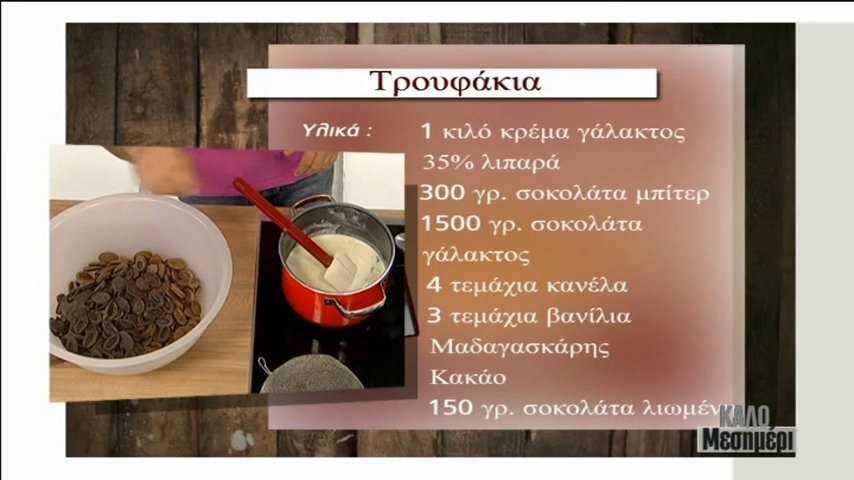 Τρουφάκια
Υλικά : 1 κιλό κρέμα γάλακτος
35% λιπαρά
300 γρ. σοκολάτα μπίτερ
1500 γρ. σοκολάτα
γάλακτος
4 τεμάχια κανέλα
3 τεμάχια βανίλια
Μαδαγασκάρης
Κακάο
150 γρ. σοκολάτα
ΚΑΛΟ
Μεσημέρι